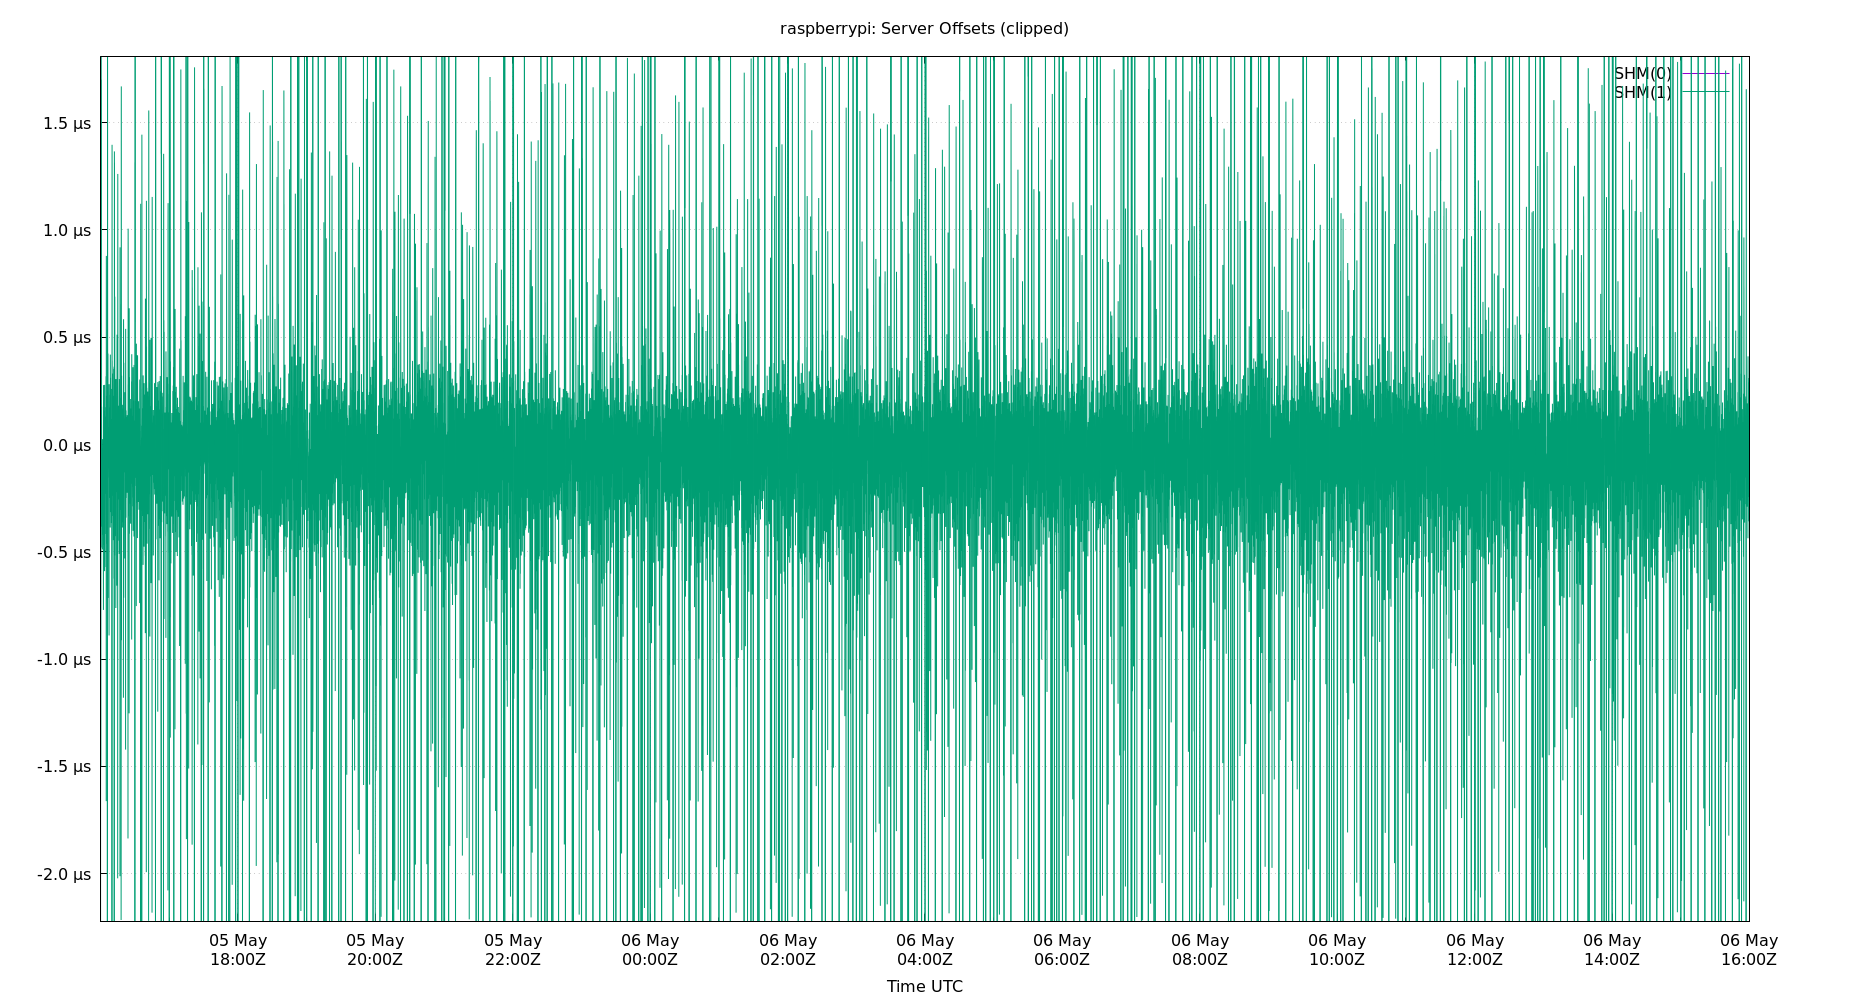 raspberrypi: Server Offsets (clipped)
SHM(0)
SHM(1)
1.5 µs
1.0 µs
0.5 µs
0.0 µs
-0.5 µs
-1.0 µs
-1.5 µs
-2.0 µs
05 May 05 May 05 May 06 May 06 May 06 May 06 May 06 May 06 May 06 May 06 May 06 May
18:00Z 20:00Z 22:00Z 00:00Z 02:00Z 04:00Z 06:00Z 08:00Z 10:00Z 12:00Z 14:00Z 16:00Z
Time UTC